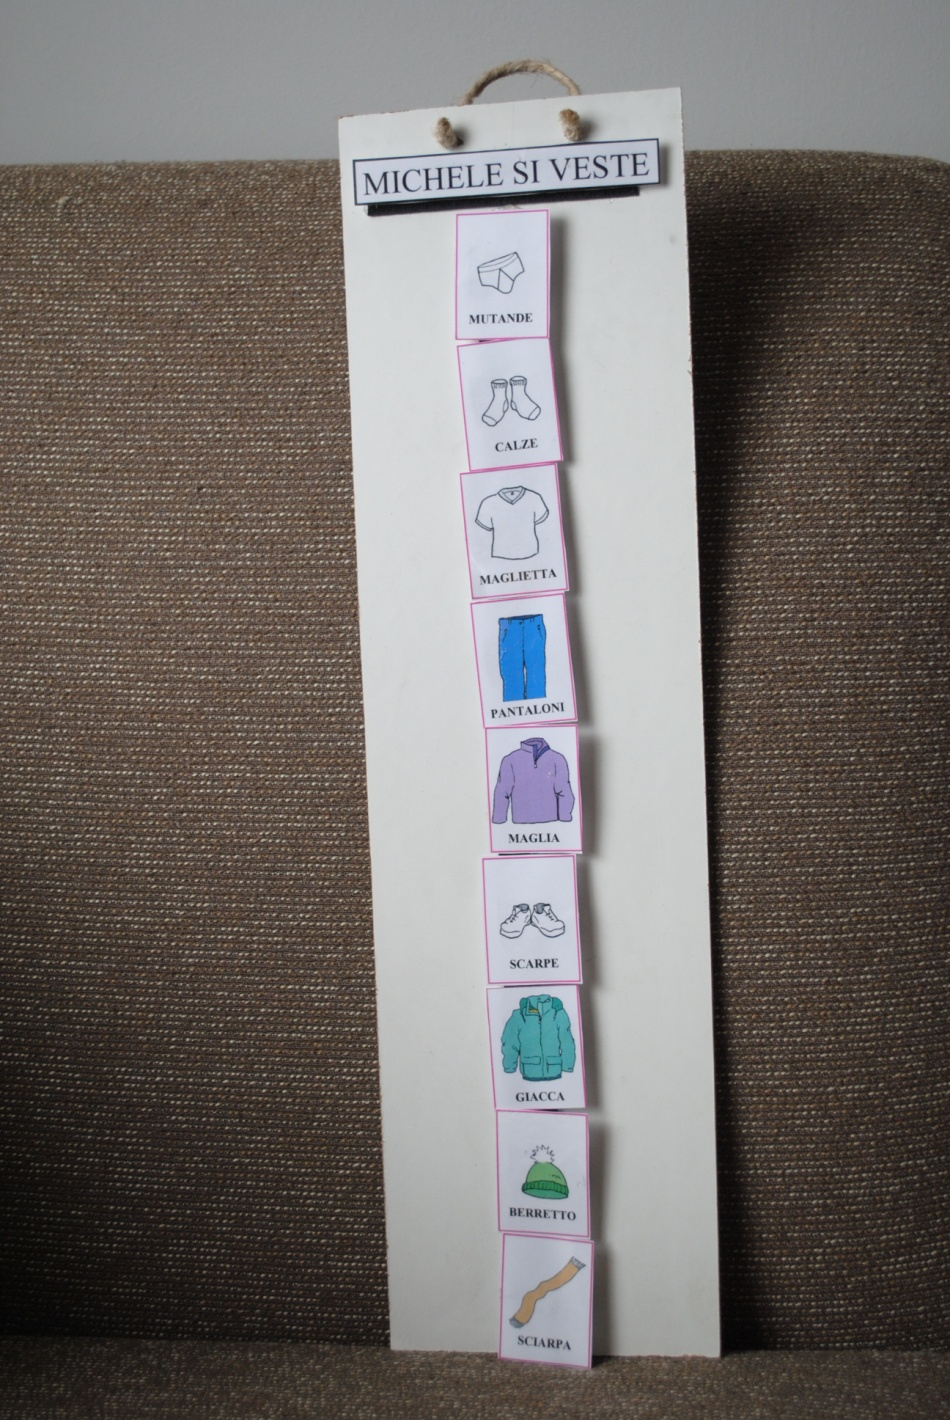 MICHELE SI VESTE
MUTANDE
CALZE
MAGLIETTA
PANTALONI
MAGLIA
SCARPE
GIACCA
BERRETTO
SCIARPA